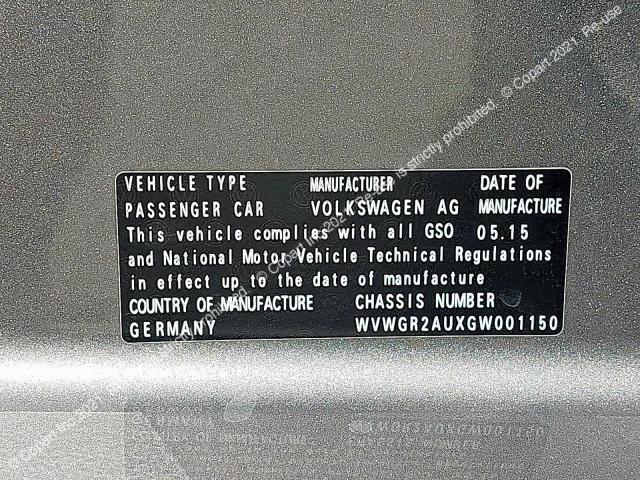 VEHICLE TYPE MANUFACTURER DATE OF
PASSENGER CAR VOLKSWAGEN AG MANUFACTURE
This vehicle complies with all GSO 05.15
and National Motor Vehicle Technical Regulations
in effect up to the date of manufacture
COUNTRY OF MANUFACTURE CHASSIS NUMBER
GERMANY WVWGR2AUXGW001150
© Copart 2021. Re-use prohibited.